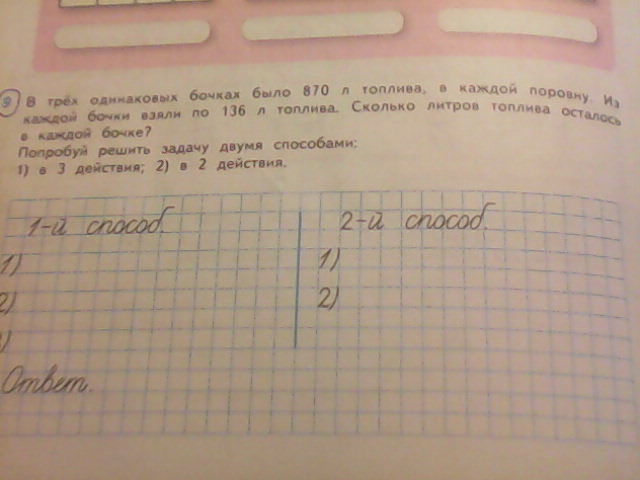 9 В трёх одинаковых бочках было 870 л топлива, в каждой поровну. Из
каждой бочки взяли по 136 л топлива. Сколько литров топлива осталось
в каждой бочке?
Попробуй решить задачу двумя способами:
1) в 3 действия; 2) в 2 действия.
1-й способ.
1)
2)
)
2-й способ.
1)
2)
Ответ.